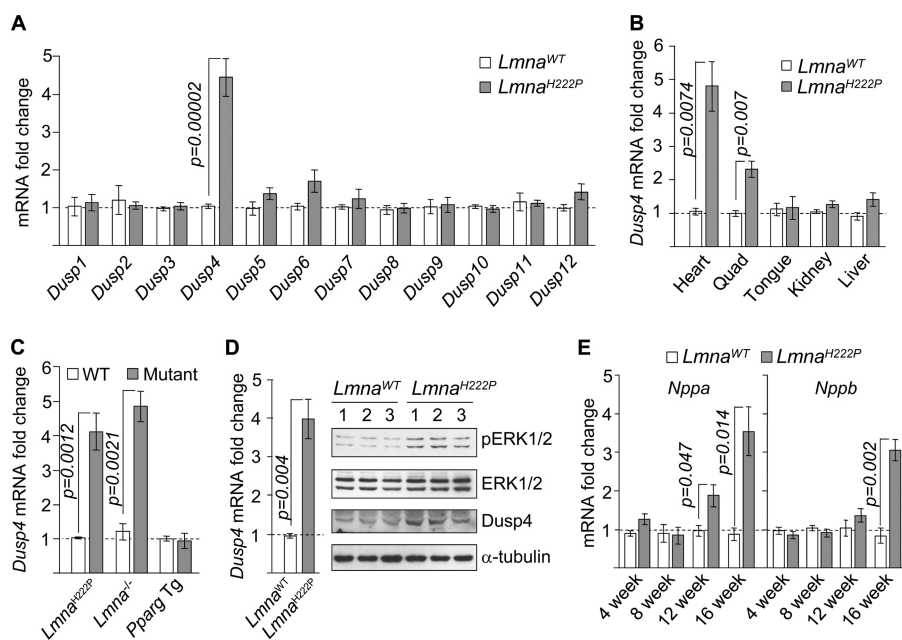 A
mRNA fold change
5
4
3
2
1
p=0.00002
Lmna^WT
Lmna^H222P
Dusp1
Dusp2
Dusp3
Dusp4
Dusp5
Dusp6
Dusp7
Dusp8
Dusp9
Dusp10
Dusp11
Dusp12
B
Dusp4 mRNA fold change
6
5
4
3
2
1
p=0.0074
p=0.007
Lmna^WT
Lmna^H222P
Heart
Quad
Tongue
Kidney
Liver
C
Dusp4 mRNA fold change
6
5
4
3
2
1
WT
Mutant
p=0.0012
p=0.0021
Lmna^H222P
Lmna^-/-
Pparg Tg
D
Dusp4 mRNA fold change
5
4
3
2
1
p=0.004
Lmna^WT
Lmna^H222P
Lmna^WT Lmna^H222P
1 2 3 1 2 3
pERK1/2
ERK1/2
Dusp4
α-tubulin
E
Lmna^WT
Lmna^H222P
mRNA fold change
5
4
3
2
1
Nppa
Nppb
p=0.047
p=0.014
p=0.002
4 week
8 week
12 week
16 week
4 week
8 week
12 week
16 week